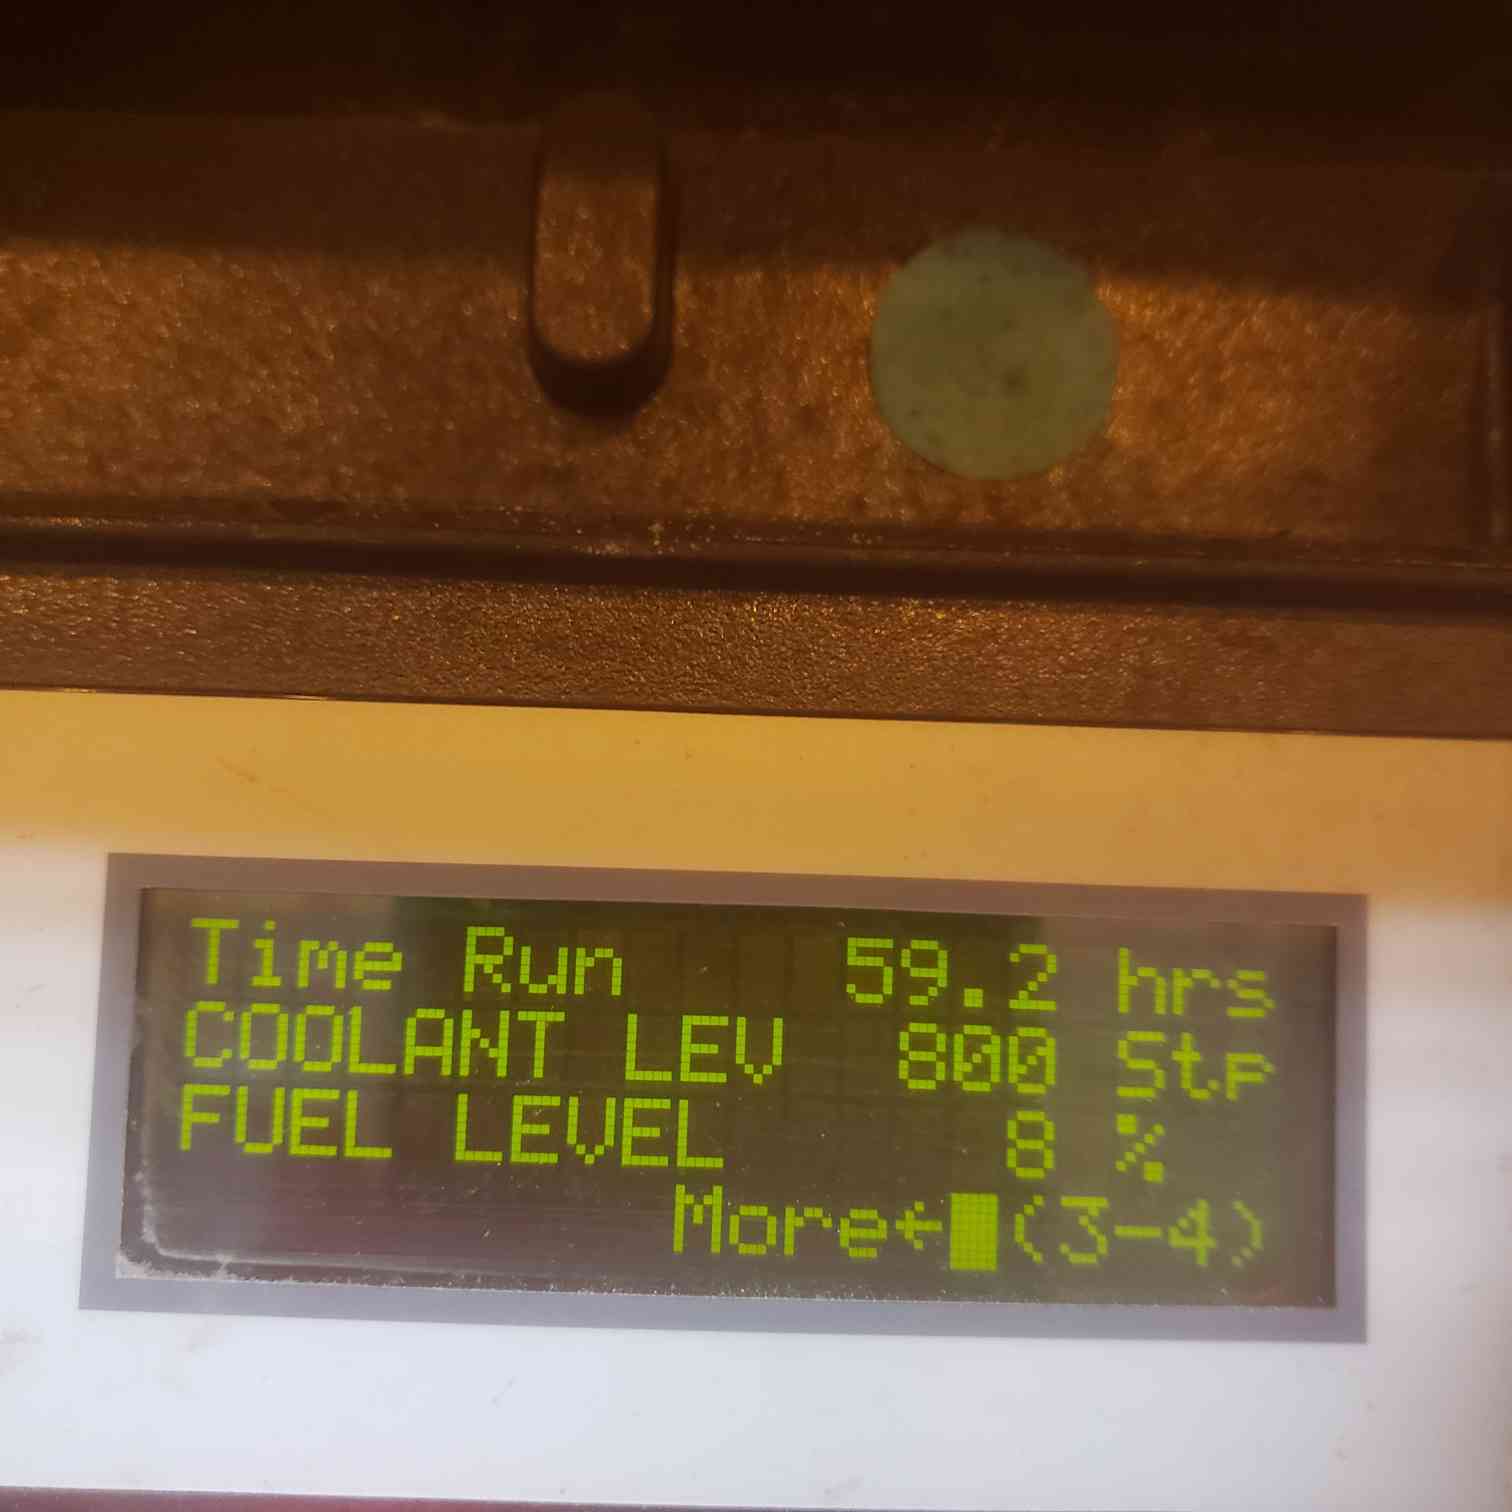 Time Run 59.2 hrs
COOLANT LEV 800 Stp
FUEL LEVEL 8 %
More←█(3-4)